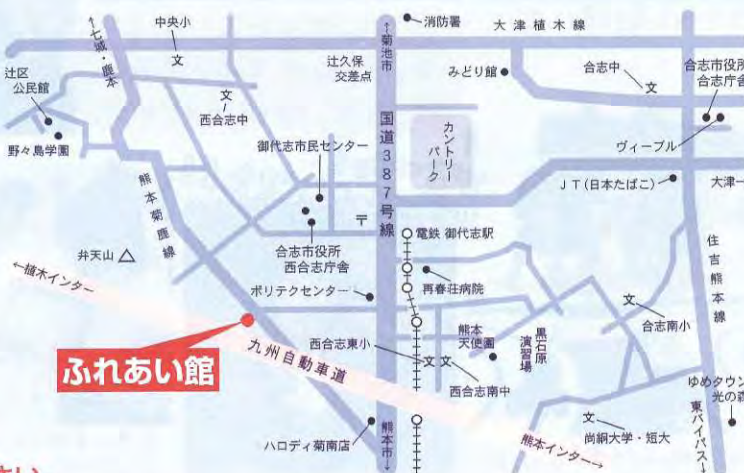 中央小
文
消防署
大津植木線
←七城・鹿本
↑菊池市
辻久保
交差点
みどり館
合志中
文
合志市役所
合志庁舎
辻区
公民館
文
西合志中
野々島学園
御代志市民センター
国道387号線
カントリー
パーク
ヴィーブル
JT(日本たばこ)
大津
熊本菊鹿線
〒
電鉄 御代志駅
合志市役所
西合志庁舎
弁天山
←植木インター
ポリテクセンター
再春荘病院
住吉熊本線
文
合志南小
ふれあい館
九州自動車道
西合志東小
文 文
西合志南中
熊本
天使園
黒石原
演習場
ゆめタウン
光の森
東バイパス
文
尚絅大学・短大
ハロディ菊南店
熊本市↓
熊本インター→
さい